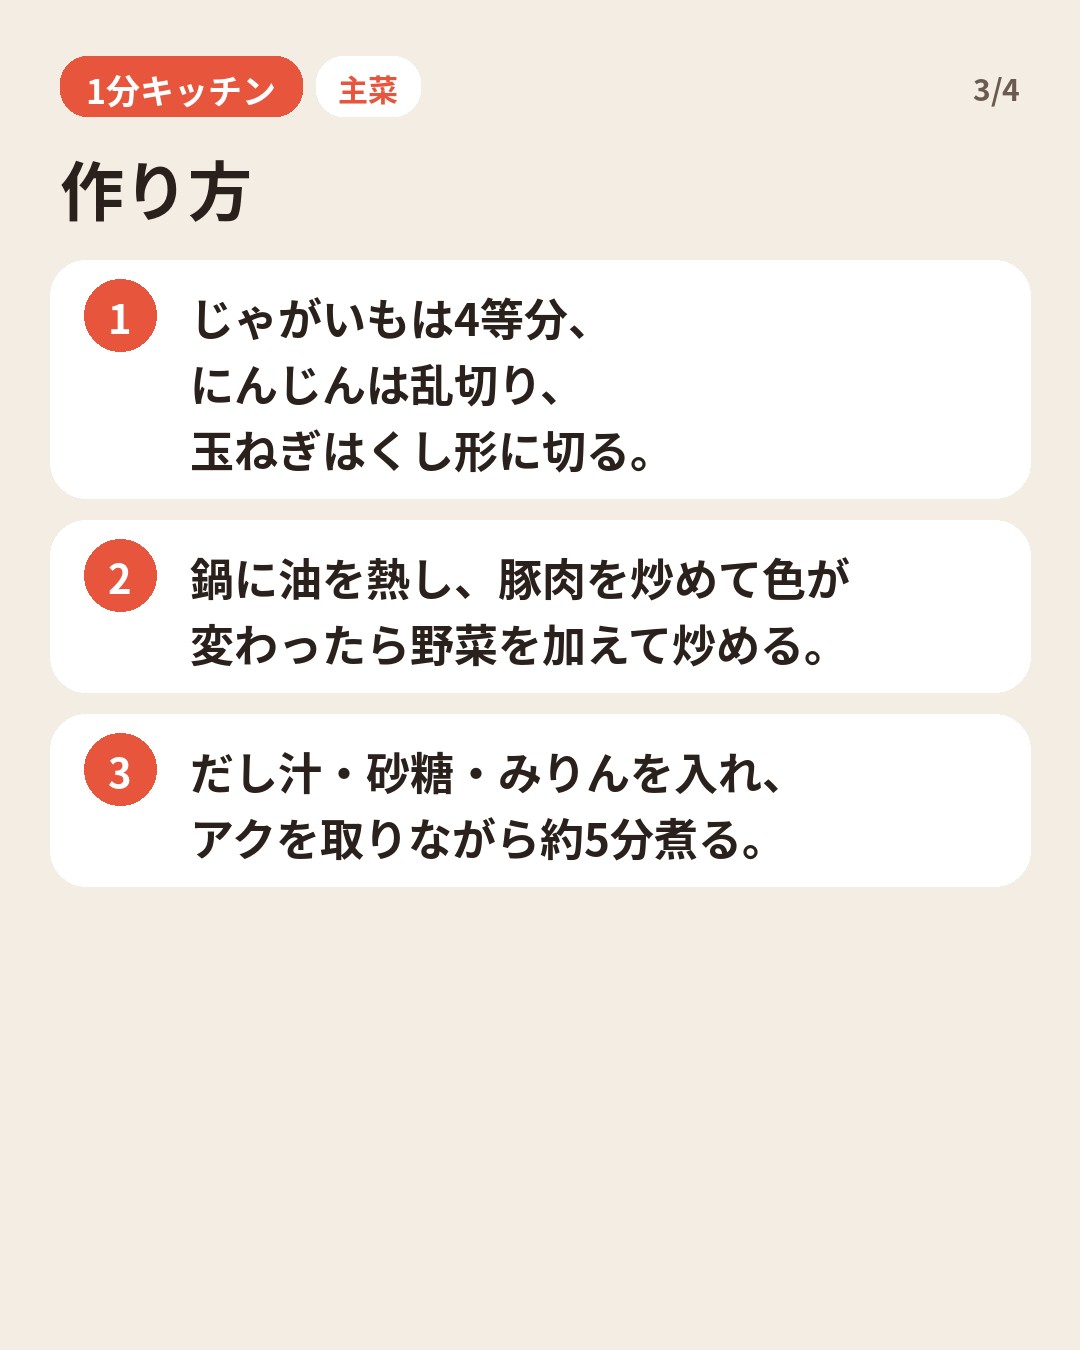 1分キッチン 主菜 3/4
作り方
1 じゃがいもは4等分、
にんじんは乱切り、
玉ねぎはくし形に切る。
2 鍋に油を熱し、豚肉を炒めて色が
変わったら野菜を加えて炒める。
3 だし汁・砂糖・みりんを入れ、
アクを取りながら約5分煮る。